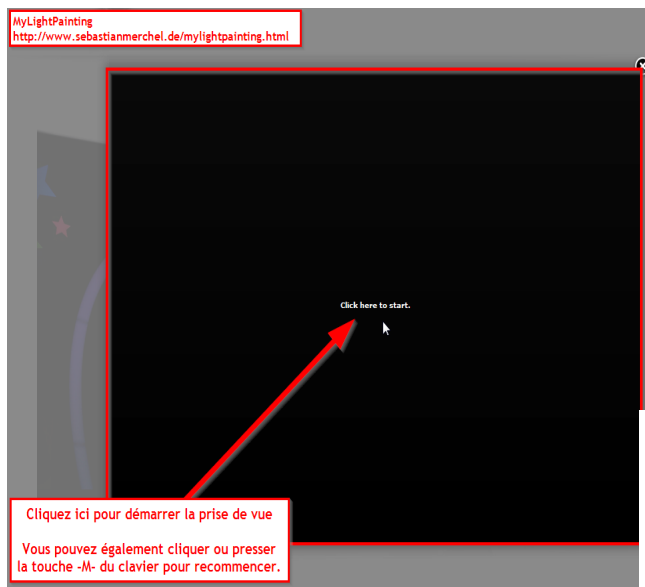 MyLightPainting
http://www.sebastianmerchel.de/mylightpainting.html
Click here to start.
Cliquez ici pour démarrer la prise de vue
Vous pouvez également cliquer ou presser
la touche -M- du clavier pour recommencer.